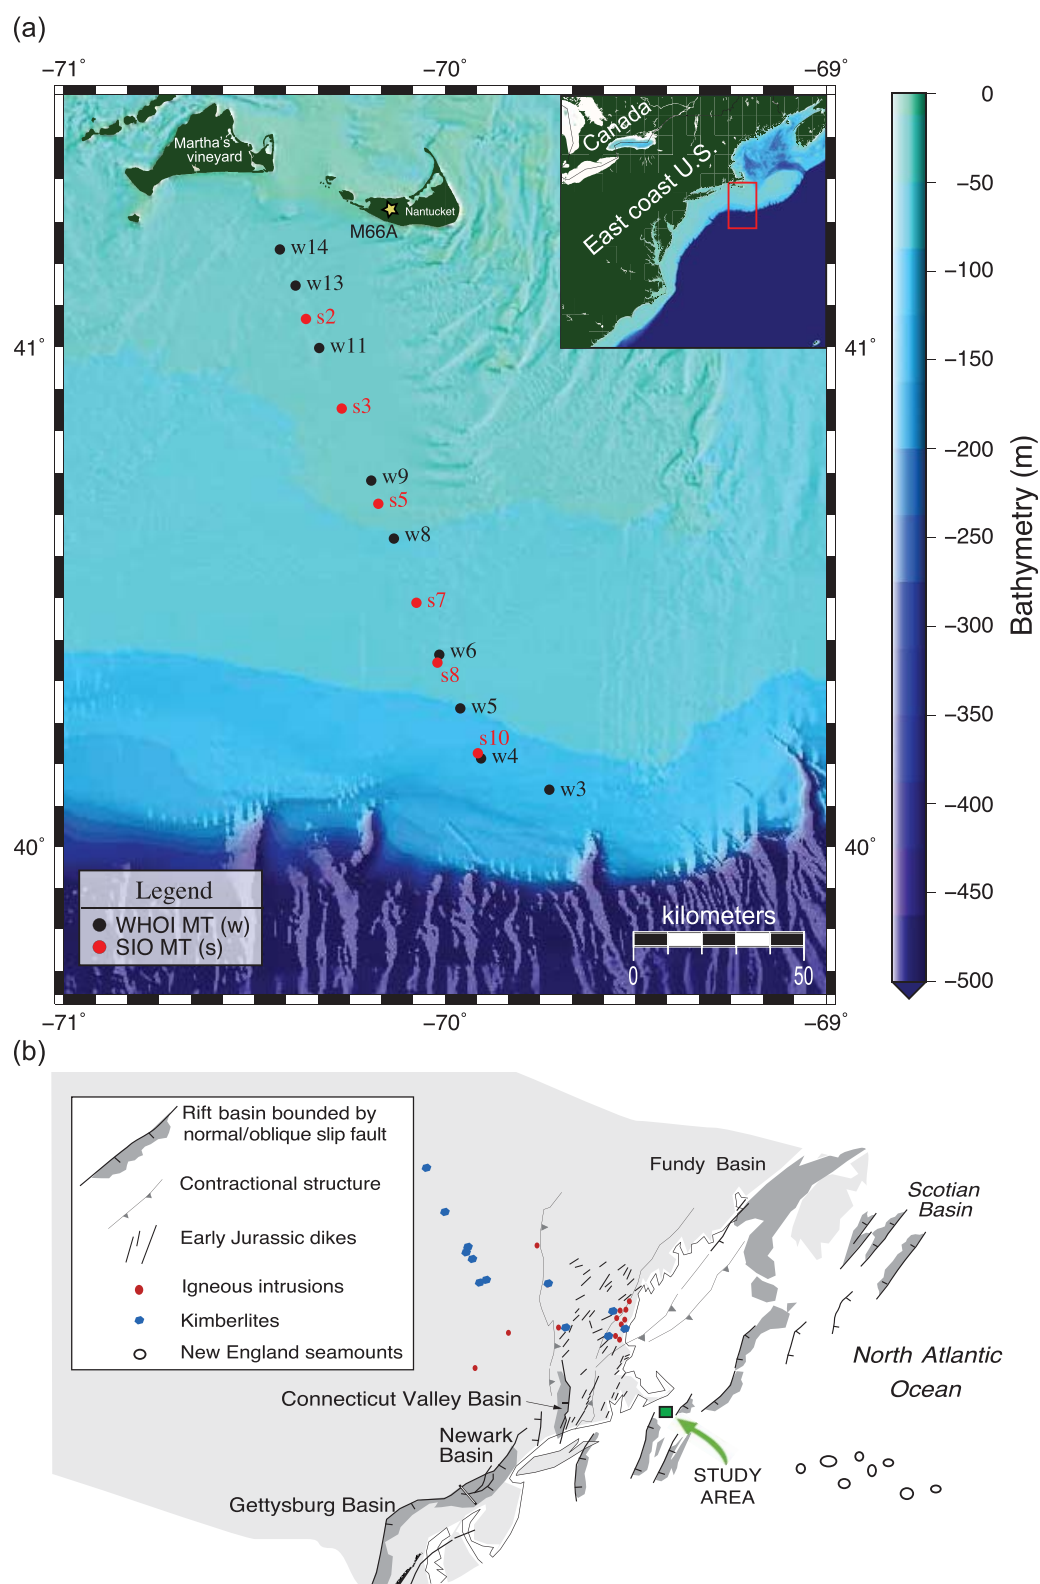 (a)
−71°
−70°
−69°
Martha's
vineyard
Nantucket
M66A
Canada
East coast U.S.
w14
w13
s2
w11
41°
41°
s3
w9
s5
w8
s7
w6
s8
w5
s10
w4
w3
40°
40°
Legend
WHOI MT (w)
SIO MT (s)
kilometers
0
50
−71°
−70°
−69°
0
−50
−100
−150
−200
−250
−300
−350
−400
−450
−500
Bathymetry (m)
(b)
Rift basin bounded by
normal/oblique slip fault
Contractional structure
Early Jurassic dikes
Igneous intrusions
Kimberlites
New England seamounts
Fundy Basin
Scotian
Basin
North Atlantic
Ocean
Connecticut Valley Basin
Newark
Basin
Gettysburg Basin
STUDY
AREA